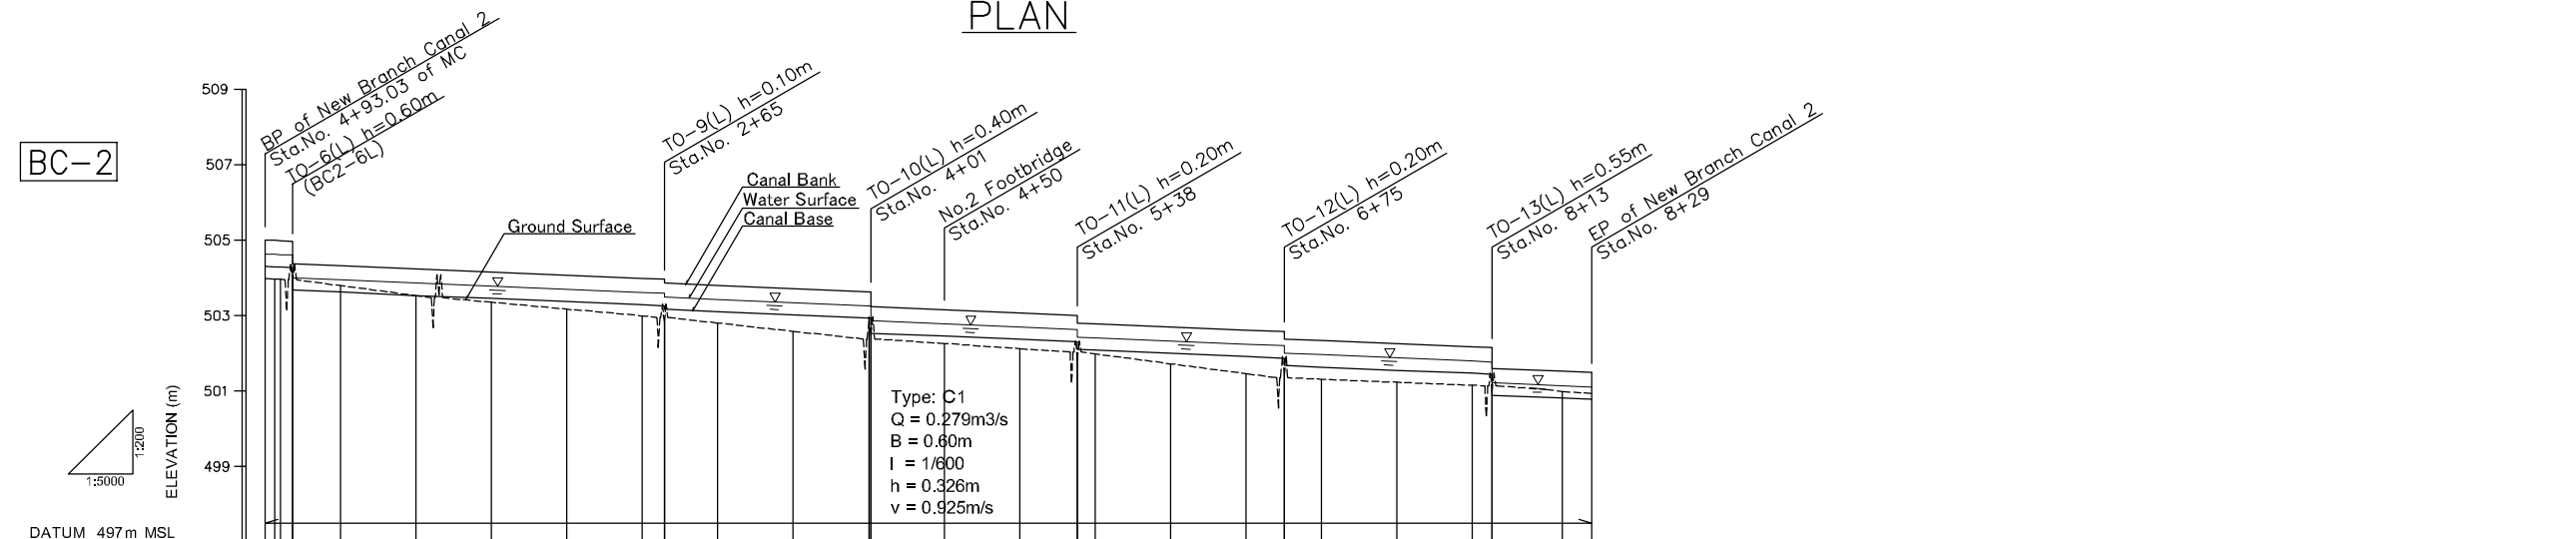 PLAN
BC-2
BP of New Branch Canal 2
Sta.No. 4+93.03 of MC
TO-6(L) h=0.60m
(BC2-6L)
TO-9(L) h=0.10m
Sta.No. 2+65
TO-10(L) h=0.40m
Sta.No. 4+01
No.2 Footbridge
Sta.No. 4+50
TO-11(L) h=0.20m
Sta.No. 5+38
TO-12(L) h=0.20m
Sta.No. 6+75
TO-13(L) h=0.55m
Sta.No. 8+13
EP of New Branch Canal 2
Sta.No. 8+29
Canal Bank
Water Surface
Canal Base
Ground Surface
509
507
505
503
501
499
ELEVATION (m)
1:200
1:5000
DATUM 497m MSL
Type: C1
Q = 0.279m3/s
B = 0.60m
I = 1/600
h = 0.326m
v = 0.925m/s